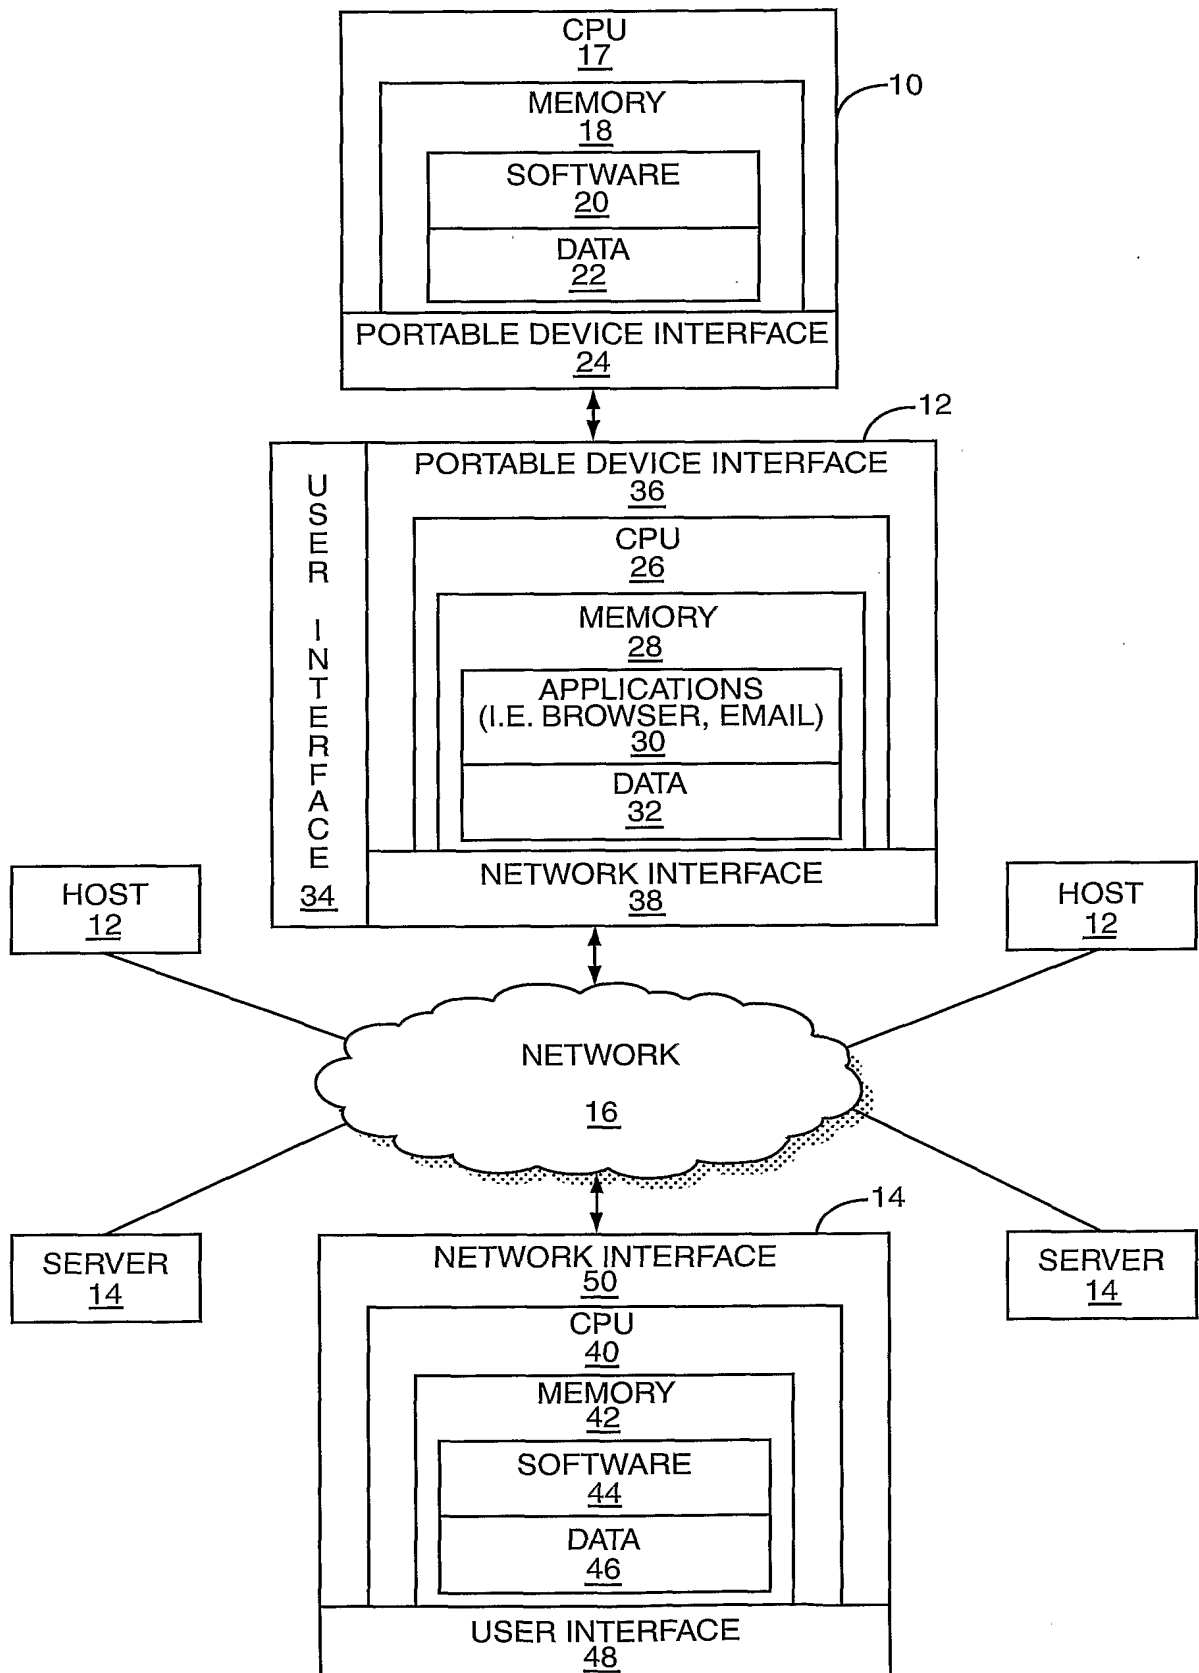 CPU
17
10
MEMORY
18
SOFTWARE
20
DATA
22
PORTABLE DEVICE INTERFACE
24
12
USER INTERFACE
34
PORTABLE DEVICE INTERFACE
36
CPU
26
MEMORY
28
APPLICATIONS
(I.E. BROWSER, EMAIL)
30
DATA
32
NETWORK INTERFACE
38
HOST
12
HOST
12
NETWORK
16
SERVER
14
SERVER
14
14
NETWORK INTERFACE
50
CPU
40
MEMORY
42
SOFTWARE
44
DATA
46
USER INTERFACE
48